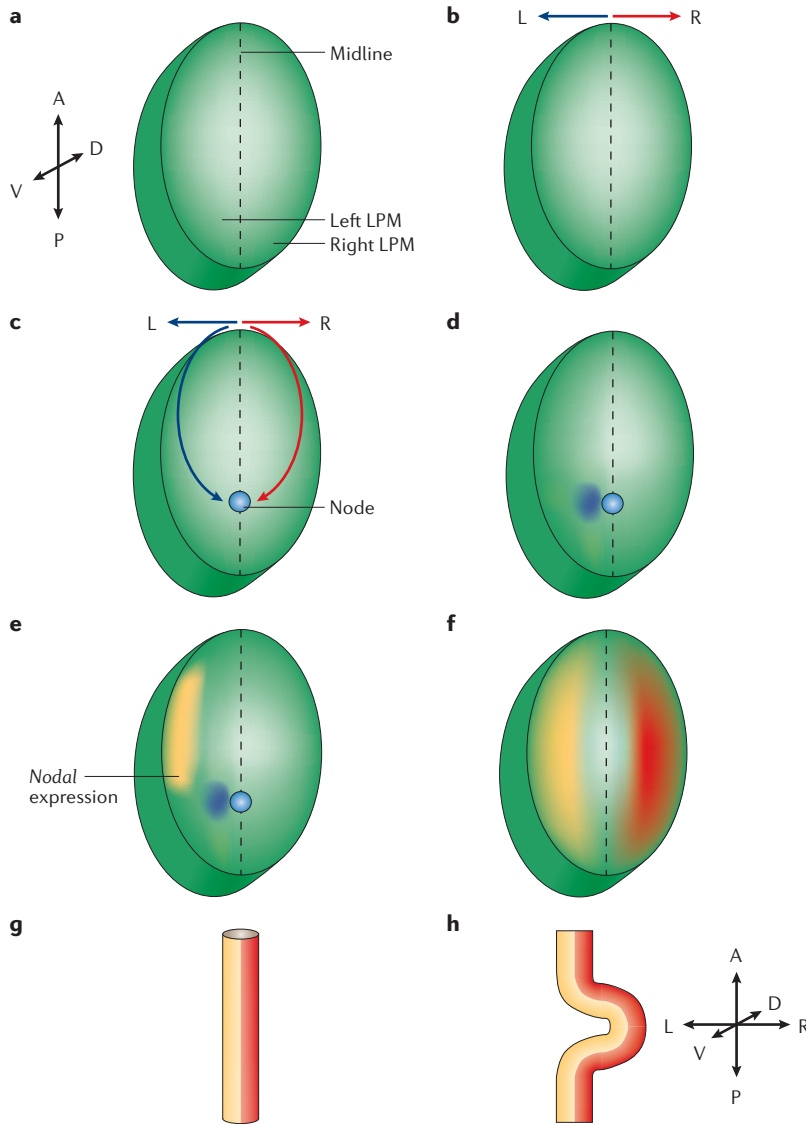 a
Midline
A
D
V
P
Left LPM
Right LPM
b
L
R
c
L
R
Node
d
e
Nodal
expression
f
g
h
A
D
L
R
V
P